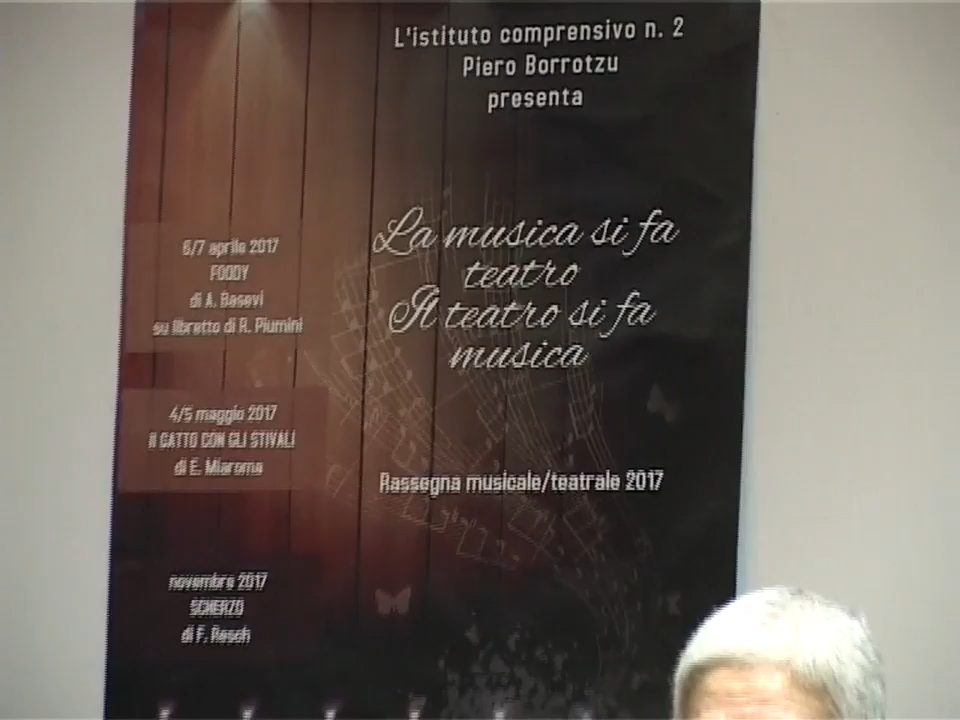 L'istituto comprensivo n. 2
Piero Borrotzu
presenta
La musica si fa
teatro
Il teatro si fa
musica
Rassegna musicale/teatrale 2017
6/7 aprile 2017
FOODY
di A. Basevi
su libretto di R. Piumini
4/5 maggio 2017
Il GATTO CON GLI STIVALI
di E. Miaroma
novembre 2017
SCHERZO
di F. Resch